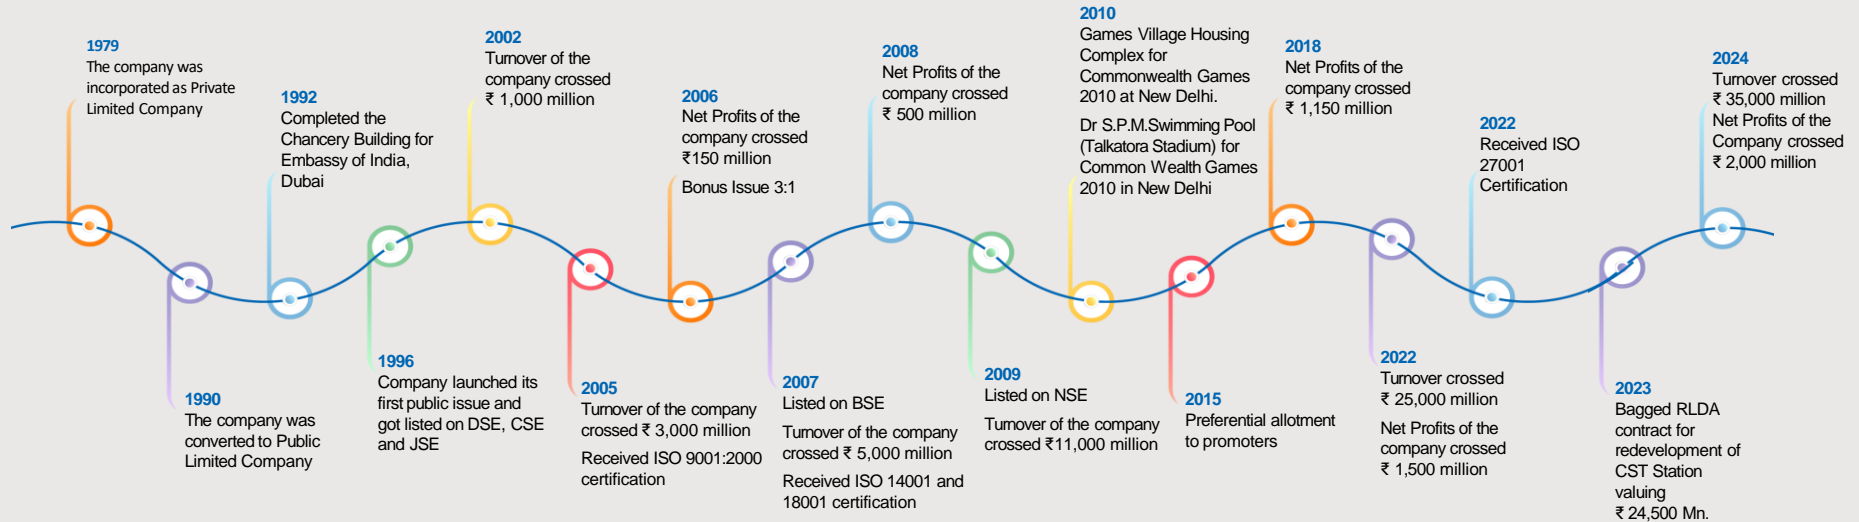 1979
The company was
incorporated as Private
Limited Company
1990
The company was
converted to Public
Limited Company
1992
Completed the
Chancery Building for
Embassy of India,
Dubai
1996
Company launched its
first public issue and
got listed on DSE, CSE
and JSE
2002
Turnover of the
company crossed
₹ 1,000 million
2005
Turnover of the company
crossed ₹ 3,000 million
Received ISO 9001:2000
certification
2006
Net Profits of the
company crossed
₹150 million
Bonus Issue 3:1
2007
Listed on BSE
Turnover of the company
crossed ₹ 5,000 million
Received ISO 14001 and
18001 certification
2008
Net Profits of the
company crossed
₹ 500 million
2009
Listed on NSE
Turnover of the company
crossed ₹11,000 million
2010
Games Village Housing
Complex for
Commonwealth Games
2010 at New Delhi.
Dr S.P.M.Swimming Pool
(Talkatora Stadium) for
Common Wealth Games
2010 in New Delhi
2015
Preferential allotment
to promoters
2018
Net Profits of the
company crossed
₹ 1,150 million
2022
Turnover crossed
₹ 25,000 million
Net Profits of the
company crossed
₹ 1,500 million
2022
Received ISO
27001
Certification
2023
Bagged RLDA
contract for
redevelopment of
CST Station
valuing
₹ 24,500 Mn.
2024
Turnover crossed
₹ 35,000 million
Net Profits of the
Company crossed
₹ 2,000 million